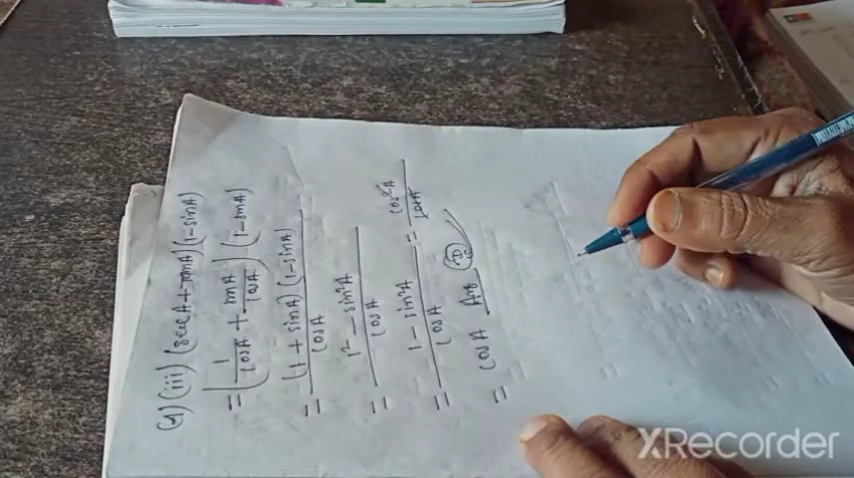 (4) (iii) (secA + tanA) (1 - sinA)
= (1/cosA + sinA/cosA) (1 - sinA)
= (1 + sinA) (1 - sinA) / cosA
= 1² - sin²A / cosA
= 1 - sin²A / cosA = cos²A / cosA
= cosA Ans
XRecorder